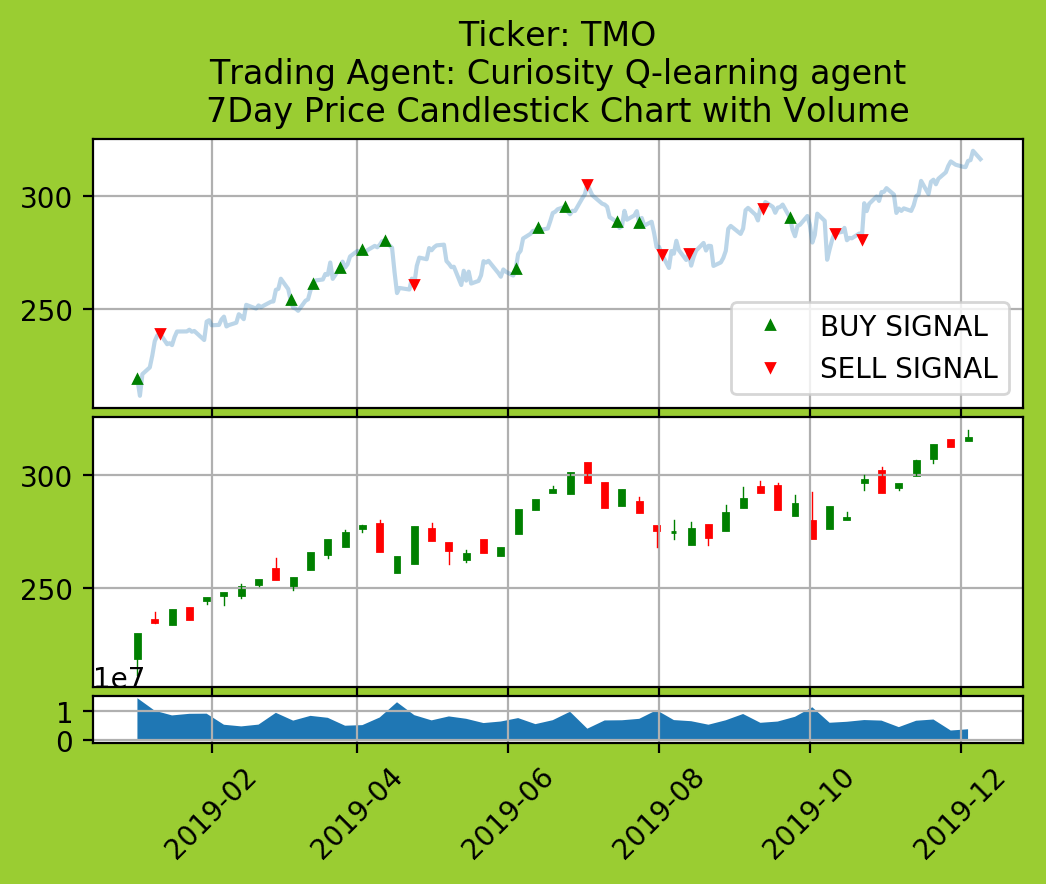 Ticker: TMO
Trading Agent: Curiosity Q-learning agent
7Day Price Candlestick Chart with Volume
300
250
BUY SIGNAL
SELL SIGNAL
300
250
1e7
1
0
2019-02
2019-04
2019-06
2019-08
2019-10
2019-12